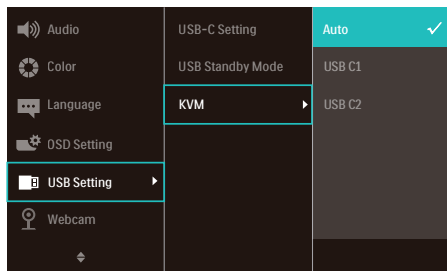 Audio
Color
Language
OSD Setting
USB Setting
Webcam
USB-C Setting
USB Standby Mode
KVM
Auto
USB C1
USB C2